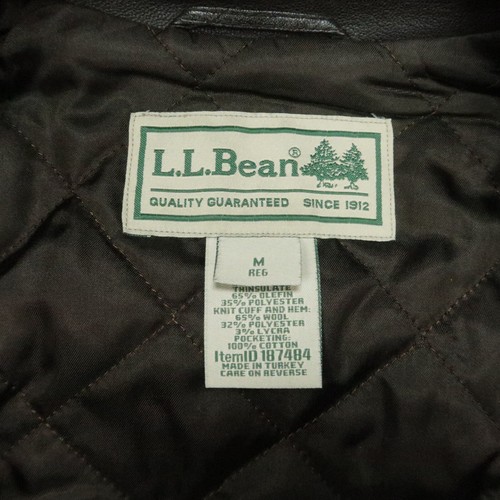 L.L.Bean®
QUALITY GUARANTEED SINCE 1912
M
REG
THINSULATE
65% OLEFIN
35% POLYESTER
KNIT CUFF AND HEM:
65% WOOL
32% POLYESTER
3% LYCRA
POCKETING:
100% COTTON
ItemID 187484
MADE IN TURKEY
CARE ON REVERSE